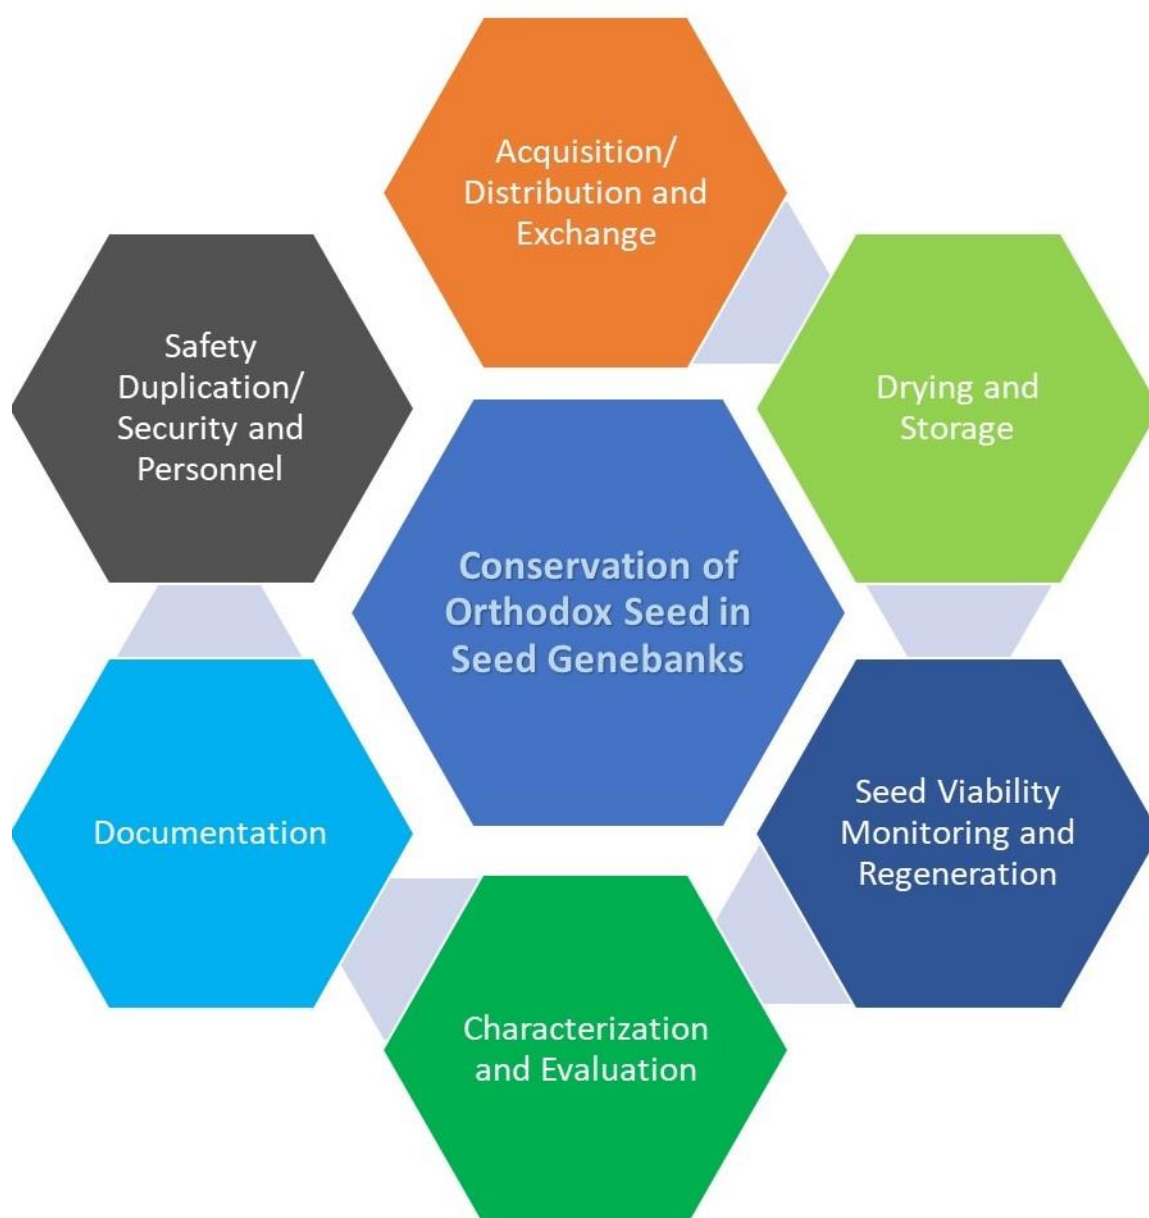 Acquisition/
Distribution and
Exchange
Safety
Duplication/
Security and
Personnel
Drying and
Storage
Conservation of
Orthodox Seed in
Seed Genebanks
Documentation
Seed Viability
Monitoring and
Regeneration
Characterization
and Evaluation